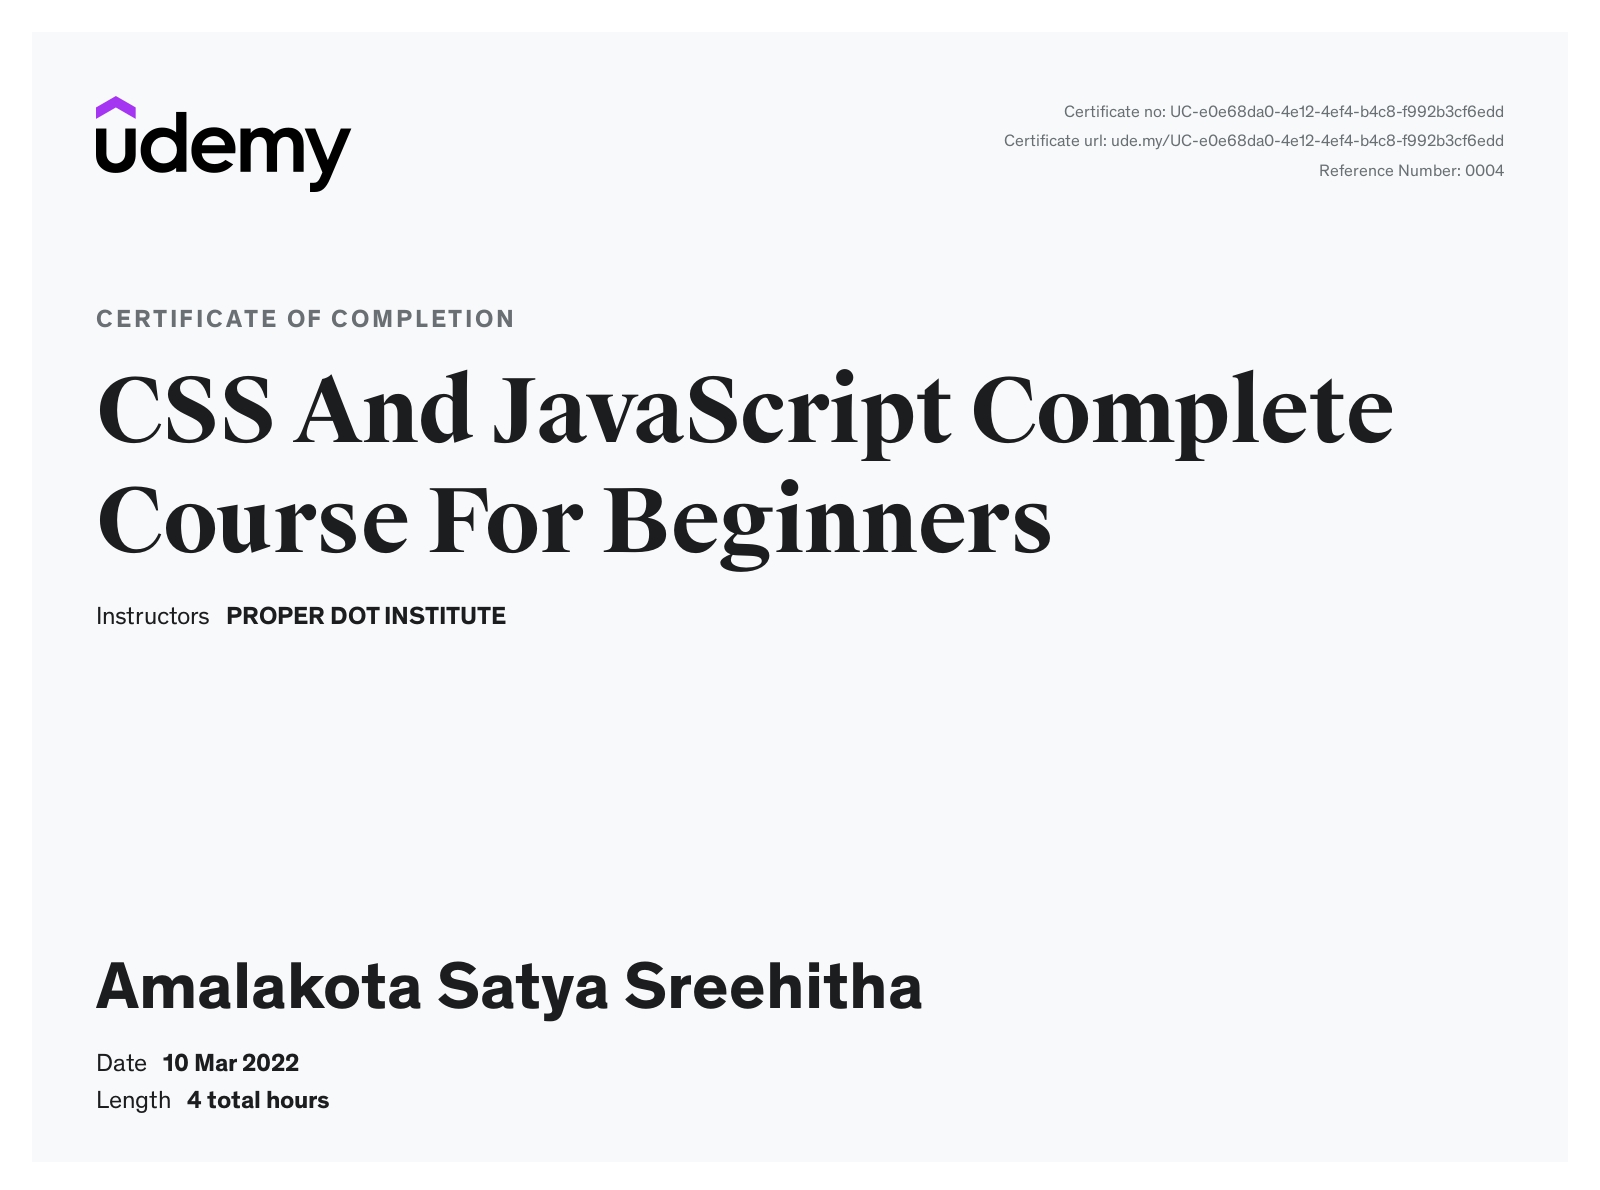 udemy
Certificate no: UC-e0e68da0-4e12-4ef4-b4c8-f992b3cf6edd
Certificate url: ude.my/UC-e0e68da0-4e12-4ef4-b4c8-f992b3cf6edd
Reference Number: 0004
CERTIFICATE OF COMPLETION
CSS And JavaScript Complete
Course For Beginners
Instructors PROPER DOT INSTITUTE
Amalakota Satya Sreehitha
Date 10 Mar 2022
Length 4 total hours